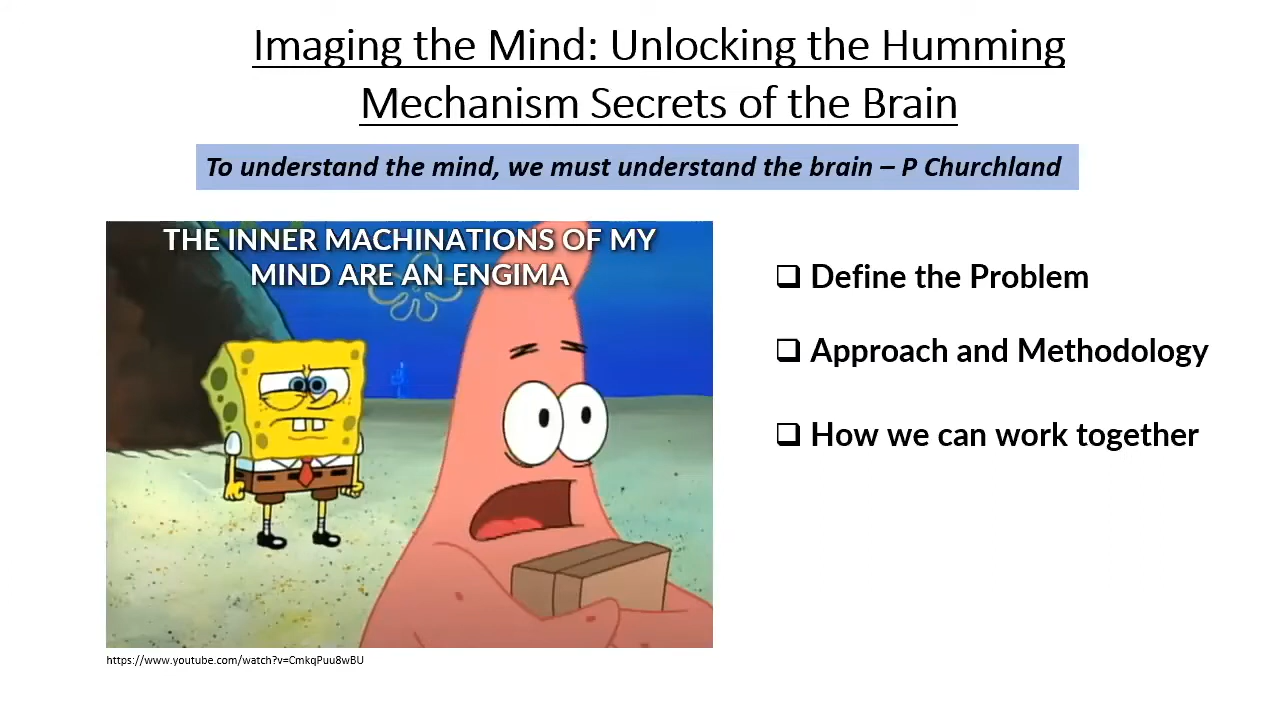 Imaging the Mind: Unlocking the Humming
Mechanism Secrets of the Brain
To understand the mind, we must understand the brain – P Churchland
THE INNER MACHINATIONS OF MY
MIND ARE AN ENGIMA
❑ Define the Problem
❑ Approach and Methodology
❑ How we can work together
https://www.youtube.com/watch?v=CmkqPuu8wBU